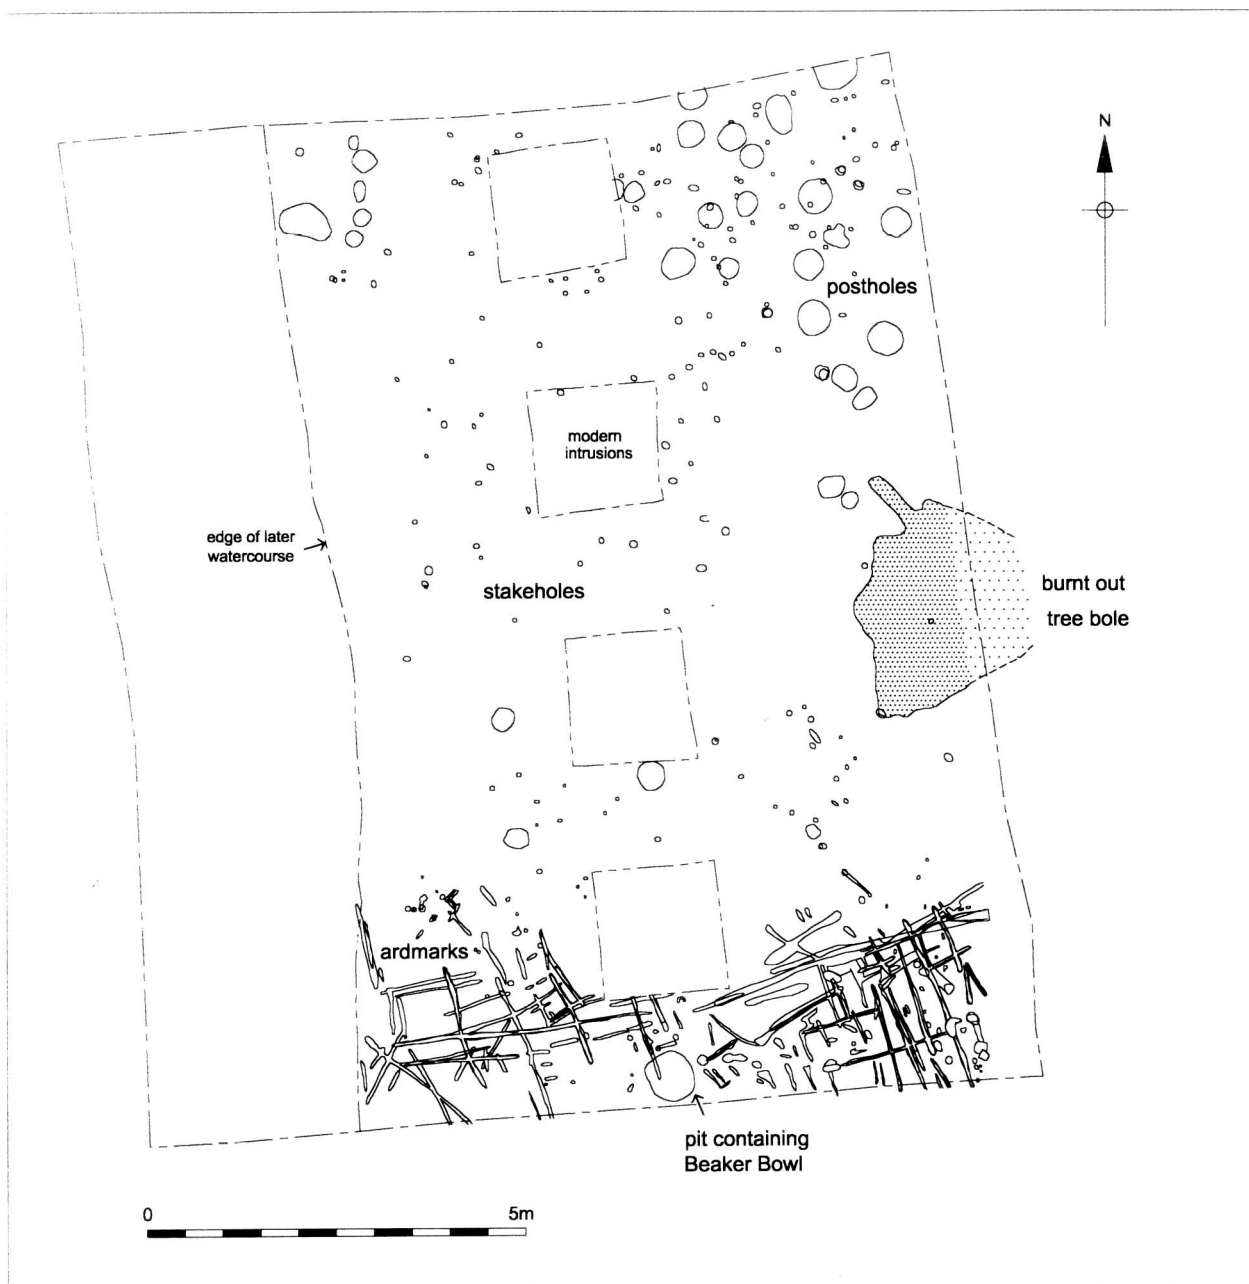 N
postholes
modern
intrusions
edge of later
watercourse
stakeholes
burnt out
tree bole
ardmarks
pit containing
Beaker Bowl
0 5m